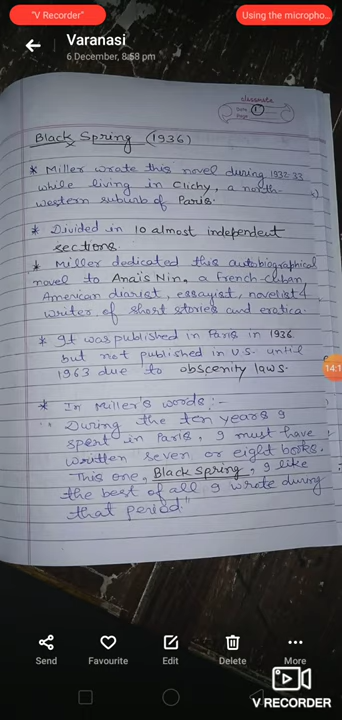 "V Recorder"
Using the micropho...
Varanasi
6 December, 8:58 pm
classmate
Date
Page
1
Black Spring (1936)
* Miller wrote this novel during 1932-33
while living in Clichy, a north-
western suburb of Paris.
* Divided in 10 almost independent
sections.
* Miller dedicated this autobiographical
novel to Anaïs Nin, a French-Cuban
American diarist, essayist, novelist &
writer of short stories and erotica.
* It was published in Paris in 1936
but not published in U.S. until
1963 due to obscenity laws.
14:1
* In Miller's words:-
"During the ten years I
spent in Paris, I must have
written seven or eight books.
This one, Black Spring, I like
the best of all I wrote during
that period"
Send
Favourite
Edit
Delete
More
V RECORDER